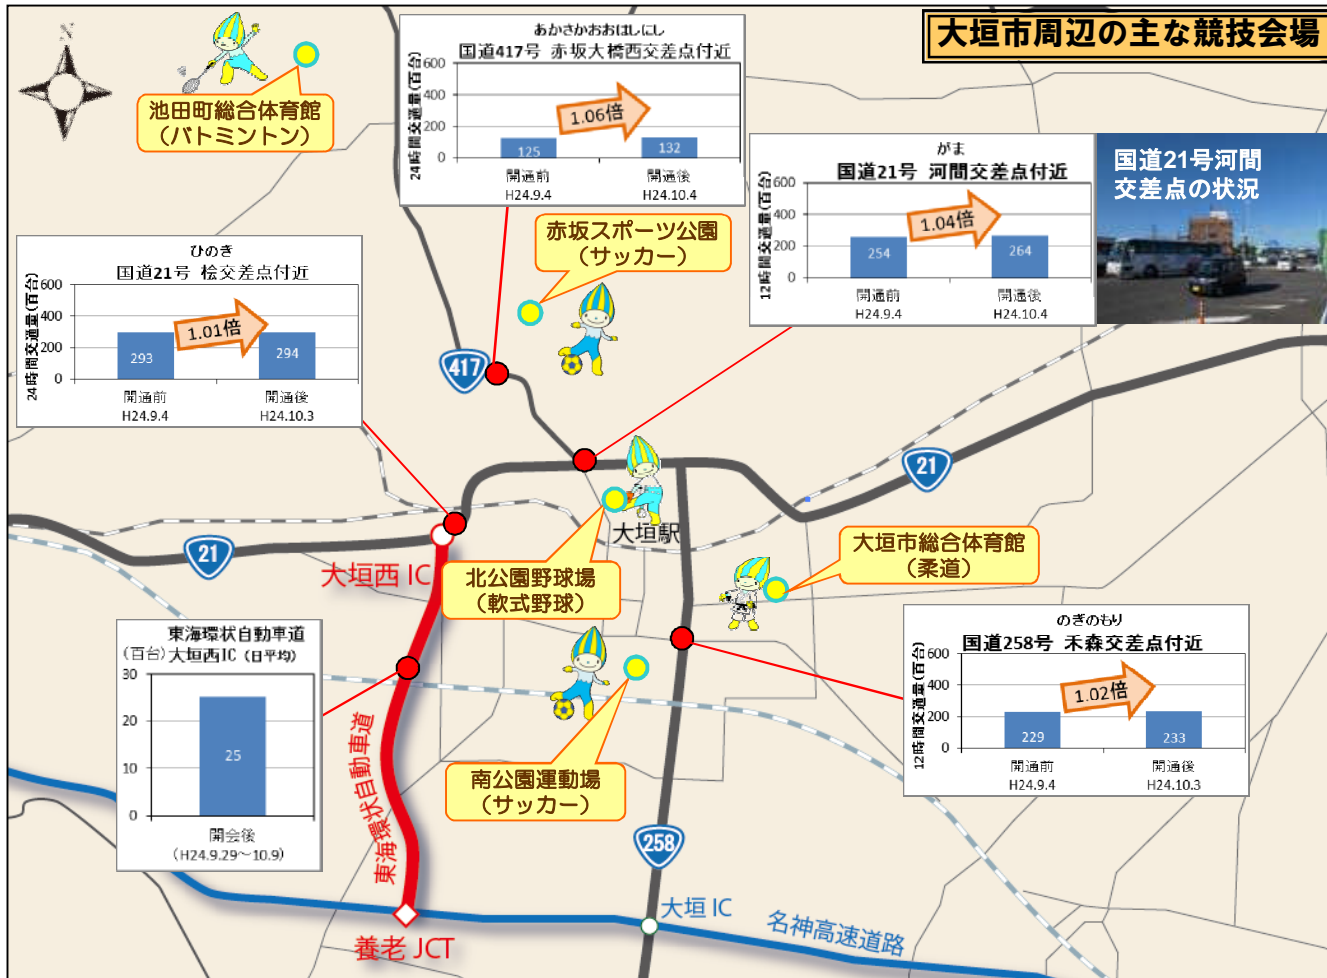 大垣市周辺の主な競技会場
N
池田町総合体育館
（バトミントン）
あかさかおおはしにし
国道417号 赤坂大橋西交差点付近
24時間交通量(百台)
600
400
200
0
1.06倍
125
132
開通前
H24.9.4
開通後
H24.10.4
がま
国道21号 河間交差点付近
12時間交通量(百台)
600
400
200
0
1.04倍
254
264
開通前
H24.9.4
開通後
H24.10.4
国道21号河間
交差点の状況
ひのき
国道21号 桧交差点付近
24時間交通量(百台)
600
400
200
0
1.01倍
293
294
開通前
H24.9.4
開通後
H24.10.3
赤坂スポーツ公園
（サッカー）
417
21
21
大垣駅
大垣西IC
北公園野球場
（軟式野球）
大垣市総合体育館
（柔道）
東海環状自動車道
(百台) 大垣西IC（日平均）
30
25
20
10
0
25
開会後
(H24.9.29～10.9)
東海環状自動車道
南公園運動場
（サッカー）
のぎのもり
国道258号 禾森交差点付近
12時間交通量(百台)
600
400
200
0
1.02倍
229
233
開通前
H24.9.4
開通後
H24.10.3
258
大垣IC
名神高速道路
養老JCT